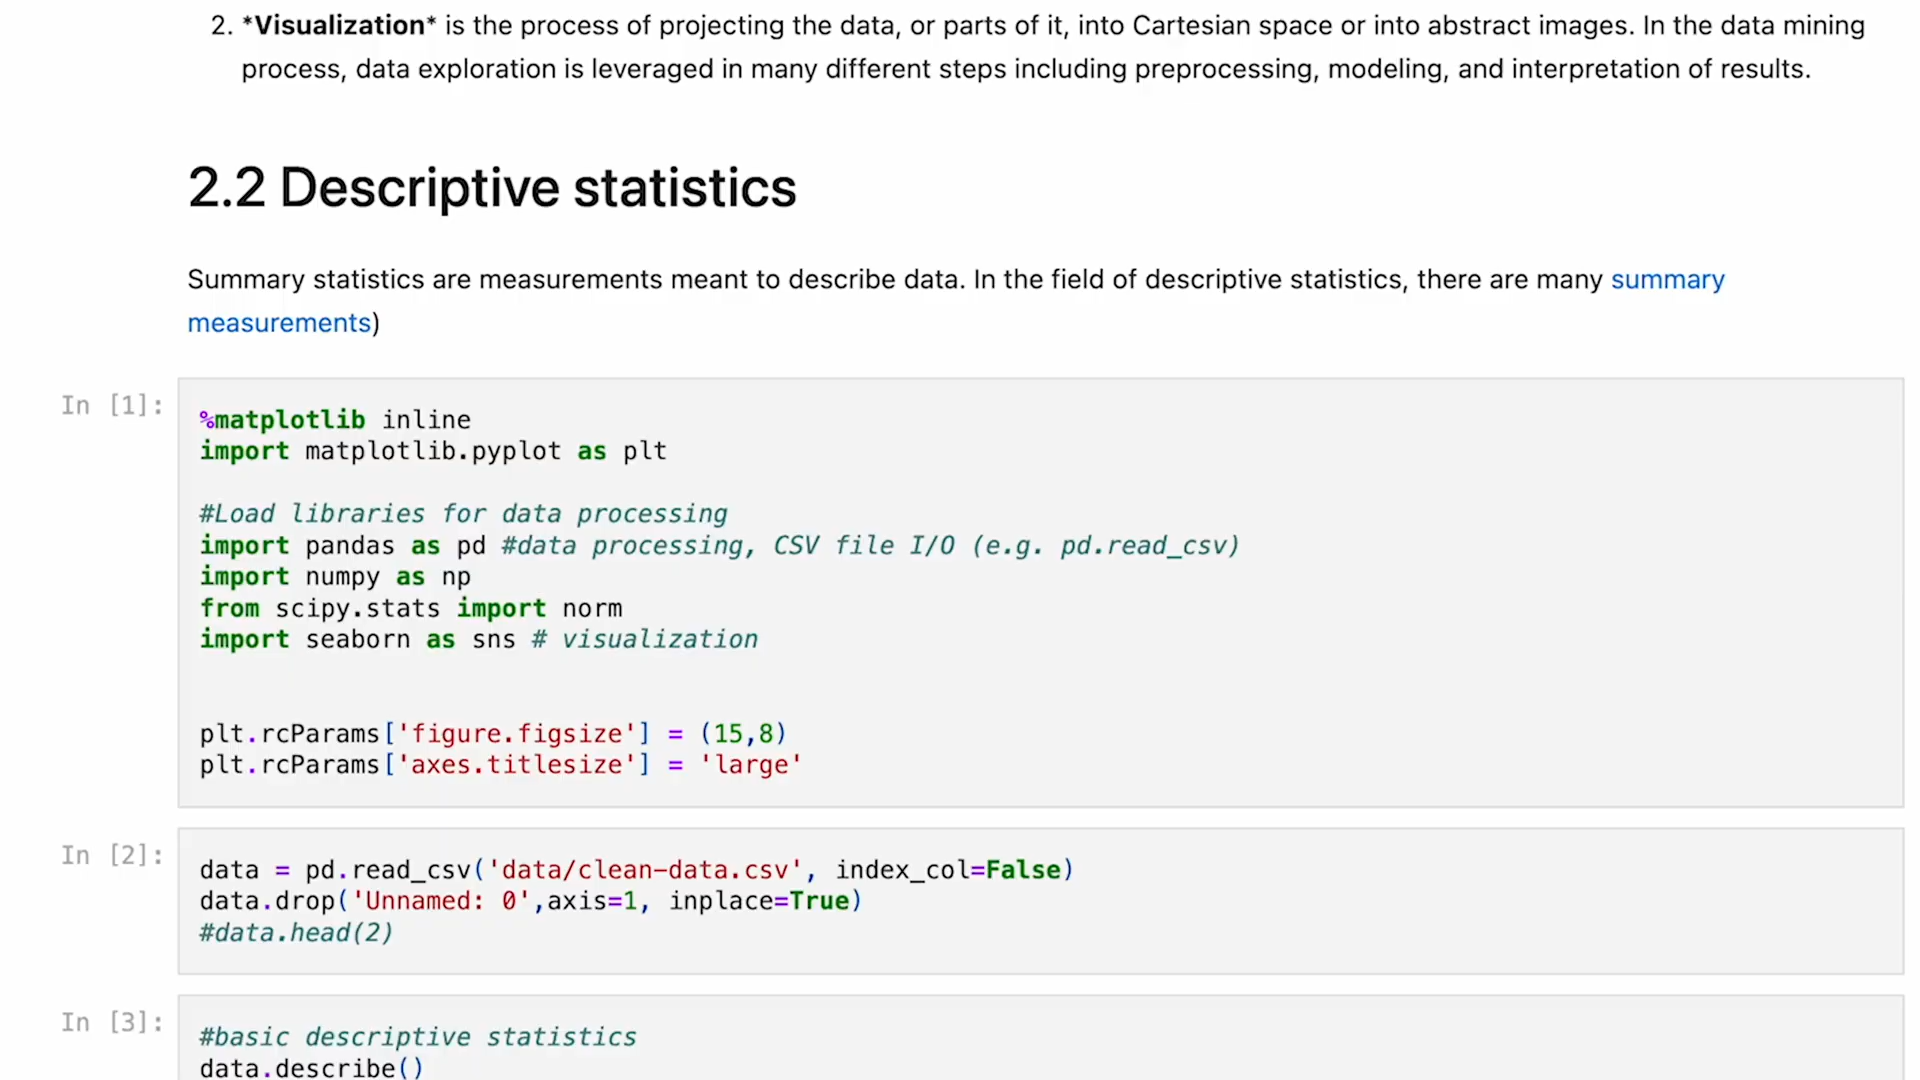 2. *Visualization* is the process of projecting the data, or parts of it, into Cartesian space or into abstract images. In the data mining
process, data exploration is leveraged in many different steps including preprocessing, modeling, and interpretation of results.
2.2 Descriptive statistics
Summary statistics are measurements meant to describe data. In the field of descriptive statistics, there are many summary
measurements)
In [1]:
%matplotlib inline
import matplotlib.pyplot as plt
#Load libraries for data processing
import pandas as pd #data processing, CSV file I/O (e.g. pd.read_csv)
import numpy as np
from scipy.stats import norm
import seaborn as sns # visualization
plt.rcParams['figure.figsize'] = (15,8)
plt.rcParams['axes.titlesize'] = 'large'
In [2]:
data = pd.read_csv('data/clean-data.csv', index_col=False)
data.drop('Unnamed: 0',axis=1, inplace=True)
#data.head(2)
In [3]:
#basic descriptive statistics
data.describe()